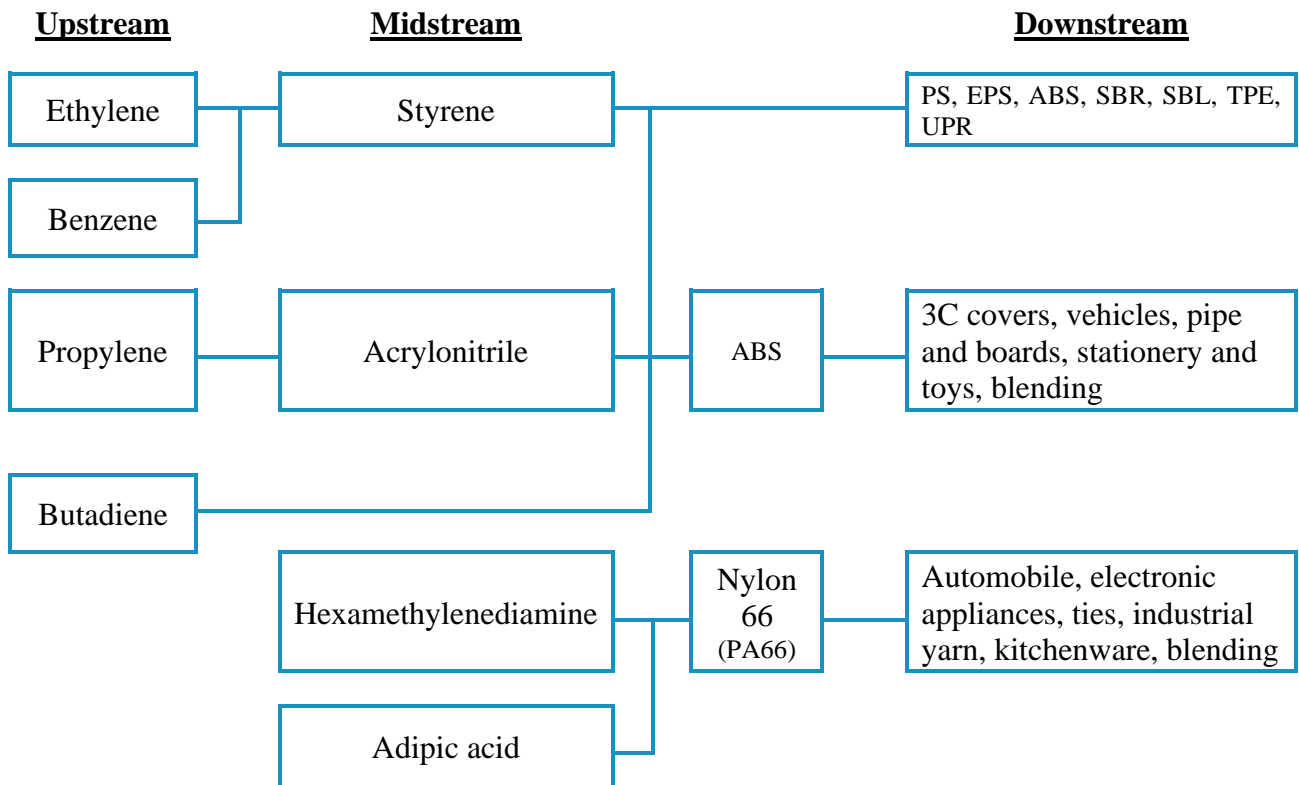 Upstream
Midstream
Downstream
Ethylene
Styrene
PS, EPS, ABS, SBR, SBL, TPE,
UPR
Benzene
Propylene
Acrylonitrile
ABS
3C covers, vehicles, pipe
and boards, stationery and
toys, blending
Butadiene
Hexamethylenediamine
Nylon
66
(PA66)
Automobile, electronic
appliances, ties, industrial
yarn, kitchenware, blending
Adipic acid